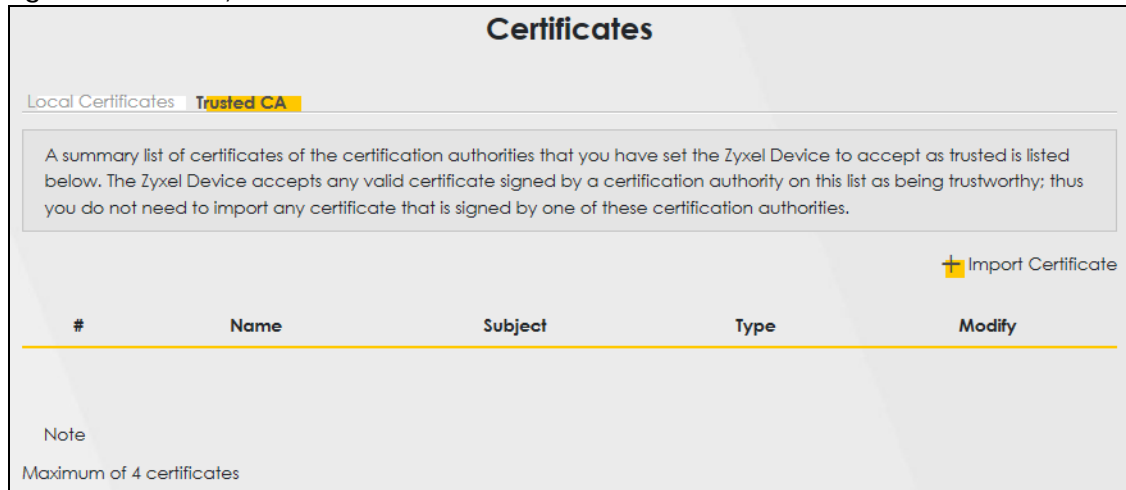 Certificates
Local Certificates Trusted CA
A summary list of certificates of the certification authorities that you have set the Zyxel Device to accept as trusted is listed
below. The Zyxel Device accepts any valid certificate signed by a certification authority on this list as being trustworthy; thus
you do not need to import any certificate that is signed by one of these certification authorities.
+ Import Certificate
# Name Subject Type Modify
Note
Maximum of 4 certificates